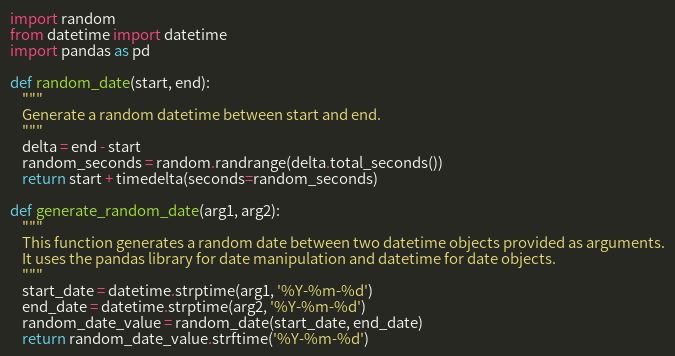 import random
from datetime import datetime
import pandas as pd

def random_date(start, end):
    """
    Generate a random datetime between start and end.
    """
    delta = end - start
    random_seconds = random.randrange(delta.total_seconds())
    return start + timedelta(seconds=random_seconds)

def generate_random_date(arg1, arg2):
    """
    This function generates a random date between two datetime objects provided as arguments.
    It uses the pandas library for date manipulation and datetime for date objects.
    """
    start_date = datetime.strptime(arg1, '%Y-%m-%d')
    end_date = datetime.strptime(arg2, '%Y-%m-%d')
    random_date_value = random_date(start_date, end_date)
    return random_date_value.strftime('%Y-%m-%d')